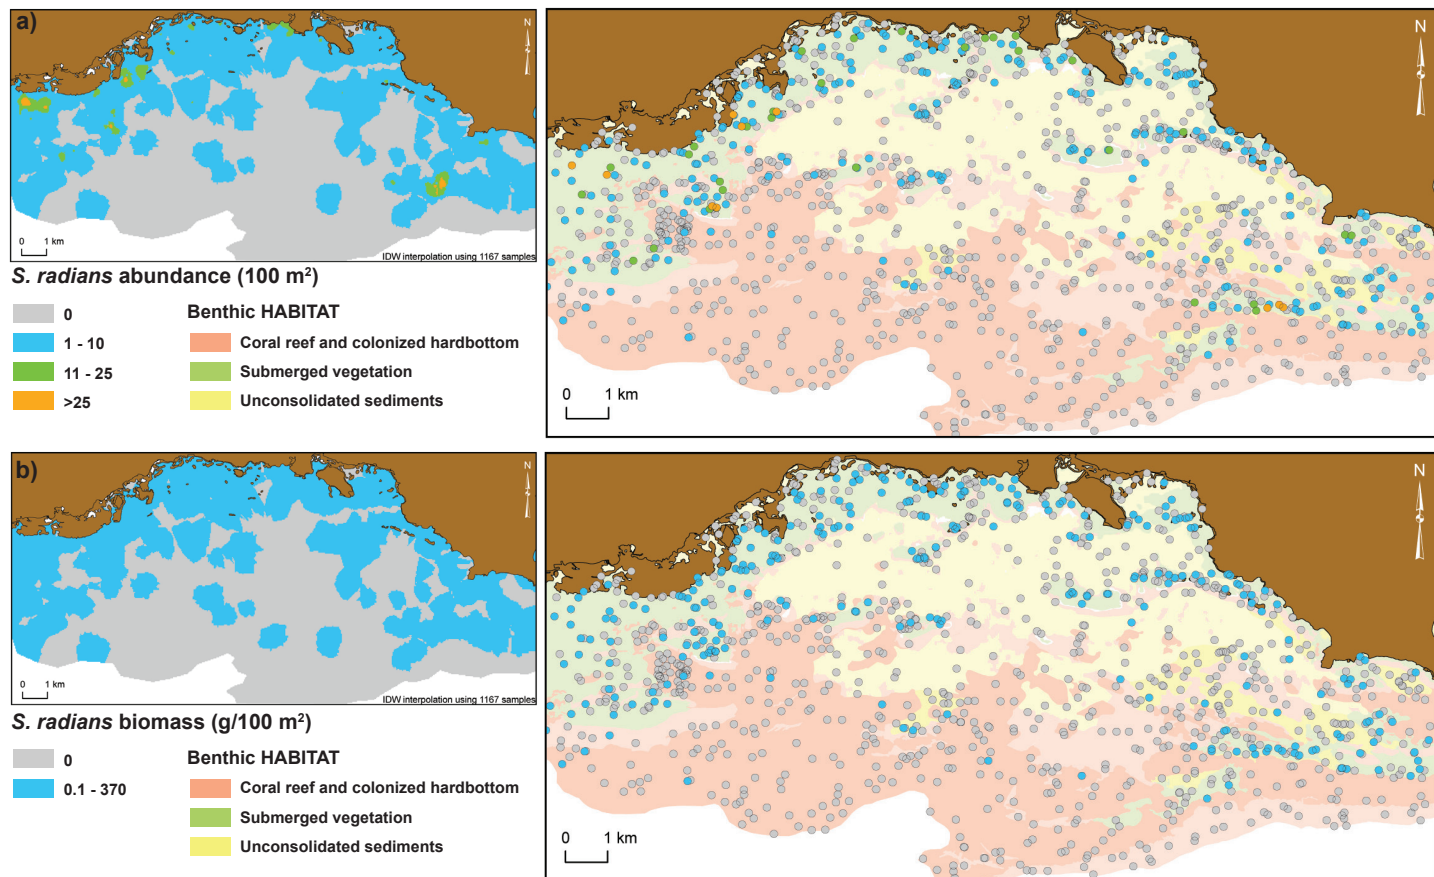 a)
N
0 1 km
IDW interpolation using 1167 samples
S. radians abundance (100 m²)
0
1 - 10
11 - 25
>25
Benthic HABITAT
Coral reef and colonized hardbottom
Submerged vegetation
Unconsolidated sediments
N
0 1 km
b)
N
0 1 km
IDW interpolation using 1167 samples
S. radians biomass (g/100 m²)
0
0.1 - 370
Benthic HABITAT
Coral reef and colonized hardbottom
Submerged vegetation
Unconsolidated sediments
N
0 1 km